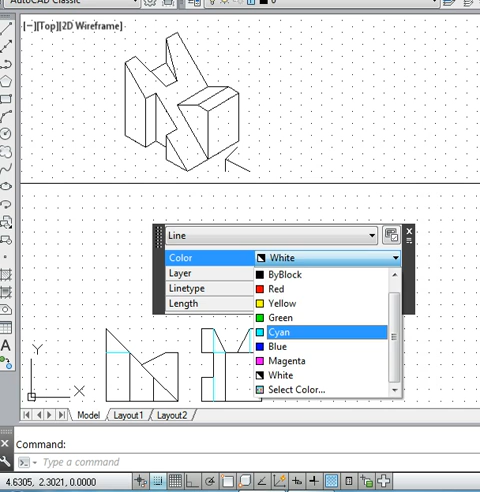 AutoCAD Classic
0
[−][Top][2D Wireframe]
Line
Color
White
Layer
ByBlock
Linetype
Red
Length
Yellow
Green
Cyan
Blue
Magenta
White
Select Color...
Y
X
Model
Layout1
Layout2
A
Command:
Type a command
4.6305, 2.3021, 0.0000